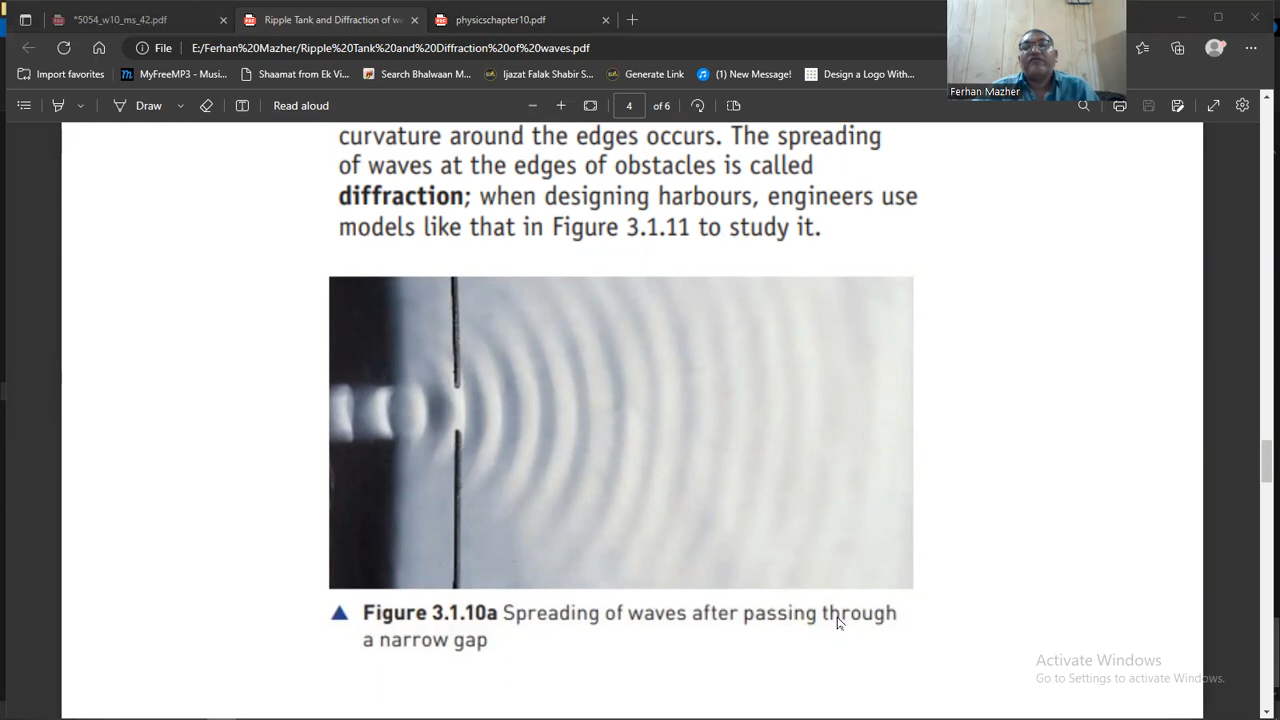 *5054_w10_ms_42.pdf
Ripple Tank and Diffraction of wa
physicschapter10.pdf
File
E:/Ferhan%20Mazher/Ripple%20Tank%20and%20Diffraction%20of%20waves.pdf
Import favorites
MyFreeMP3 - Musi...
Shaamat from Ek Vi...
Search Bhalwaan M...
Ijazat Falak Shabir S...
Generate Link
(1) New Message!
Design a Logo With...
Ferhan Mazher
Draw
Read aloud
4 of 6
curvature around the edges occurs. The spreading
of waves at the edges of obstacles is called
diffraction; when designing harbours, engineers use
models like that in Figure 3.1.11 to study it.
▲ Figure 3.1.10a Spreading of waves after passing through
a narrow gap
Activate Windows
Go to Settings to activate Windows.